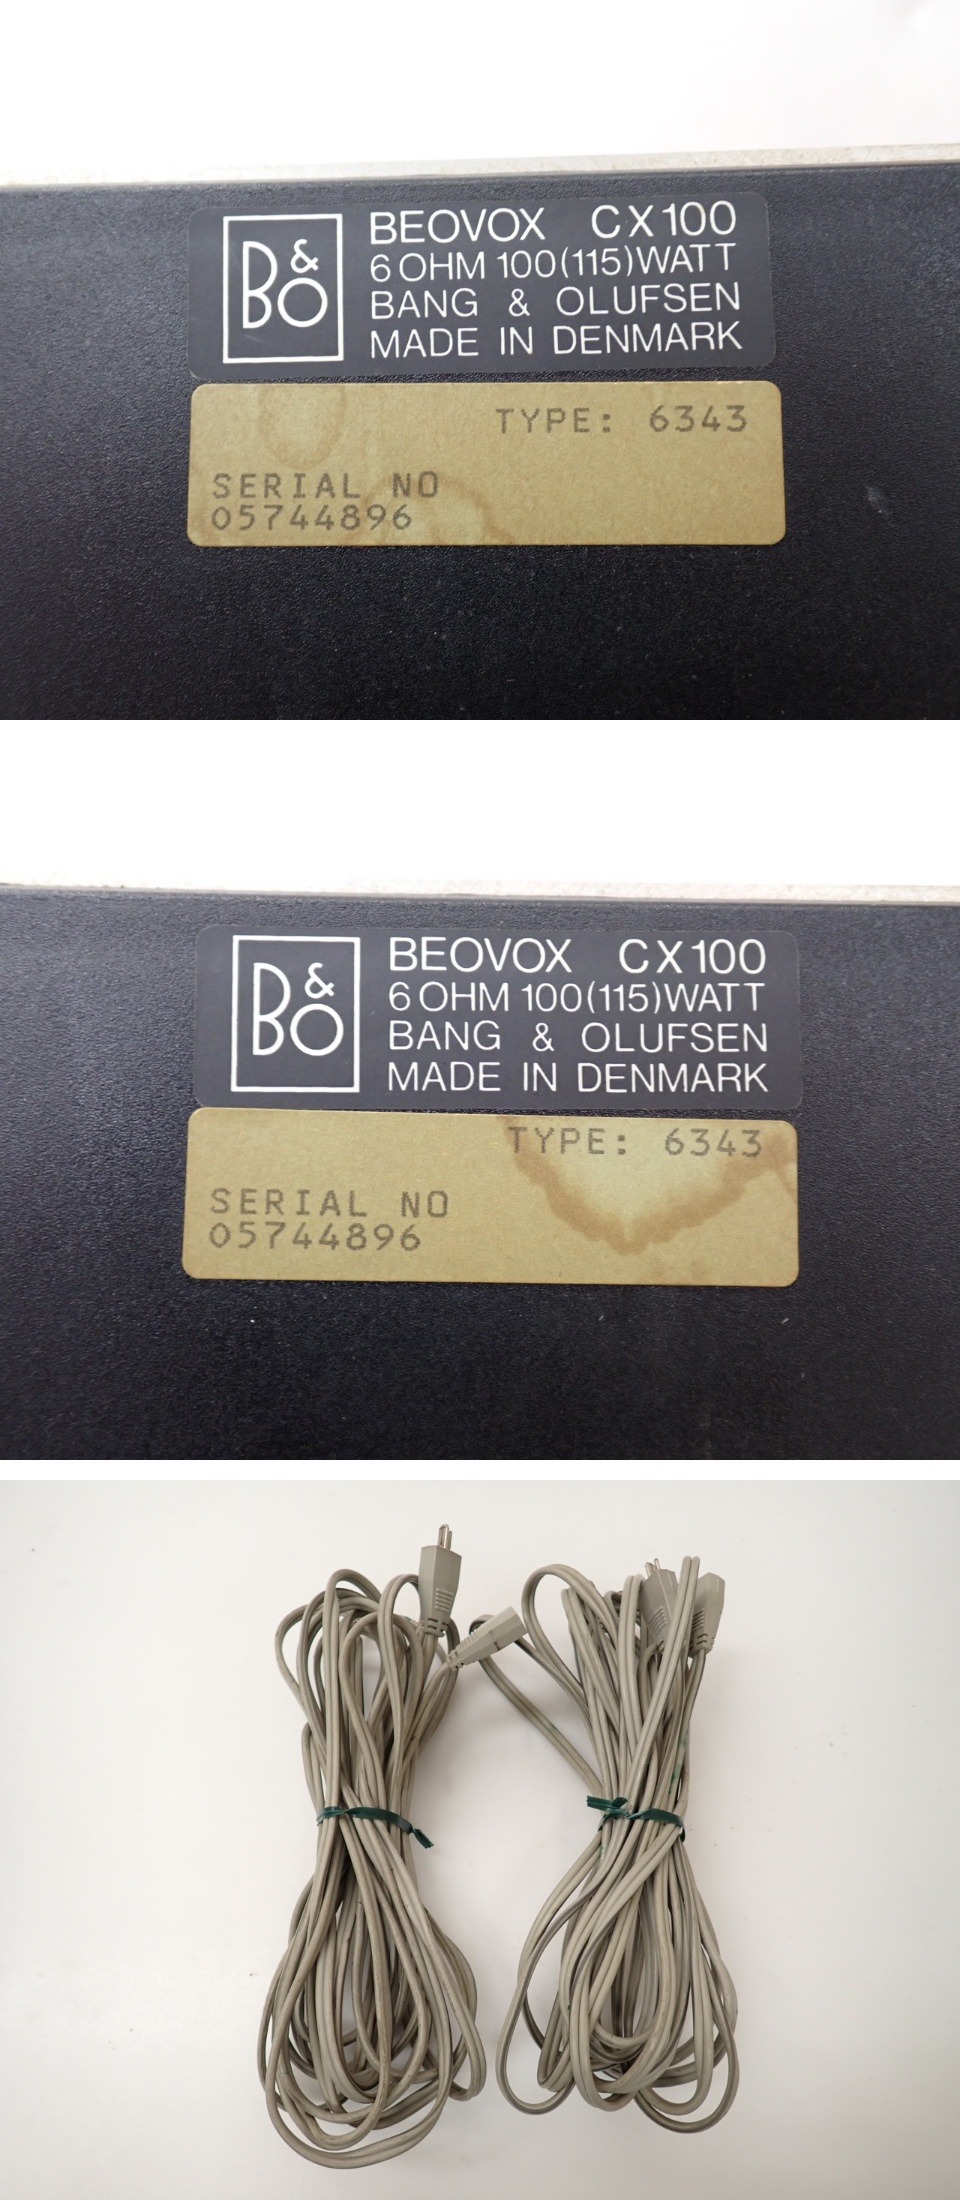 B&O
BEOVOX CX100
6 OHM 100(115)WATT
BANG & OLUFSEN
MADE IN DENMARK
TYPE: 6343
SERIAL NO
05744896
B&O
BEOVOX CX100
6 OHM 100(115)WATT
BANG & OLUFSEN
MADE IN DENMARK
TYPE: 6343
SERIAL NO
05744896